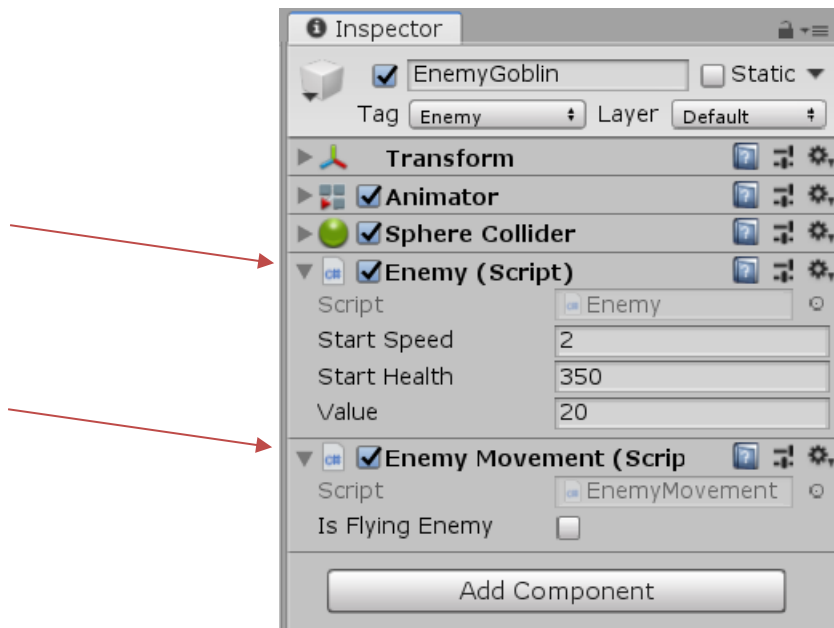 Inspector
EnemyGoblin Static
Tag Enemy Layer Default
Transform
Animator
Sphere Collider
c# Enemy (Script)
Script Enemy
Start Speed 2
Start Health 350
Value 20
c# Enemy Movement (Scrip
Script EnemyMovement
Is Flying Enemy
Add Component